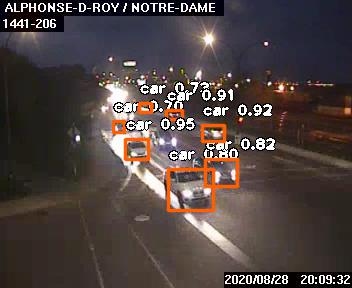 ALPHONSE-D-ROY / NOTRE-DAME
1441-206
car 0.73
car 0.91
car 0.70
car 0.92
car 0.95
car 0.82
car 0.80
2020/08/28 20:09:32